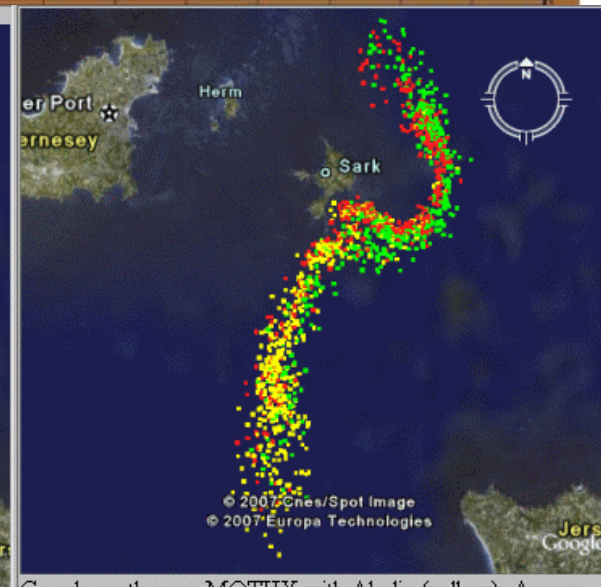 N
Herm
er Port
ernesey
Sark
© 2007 Cnes/Spot Image
© 2007 Europa Technologies
Jers
Google